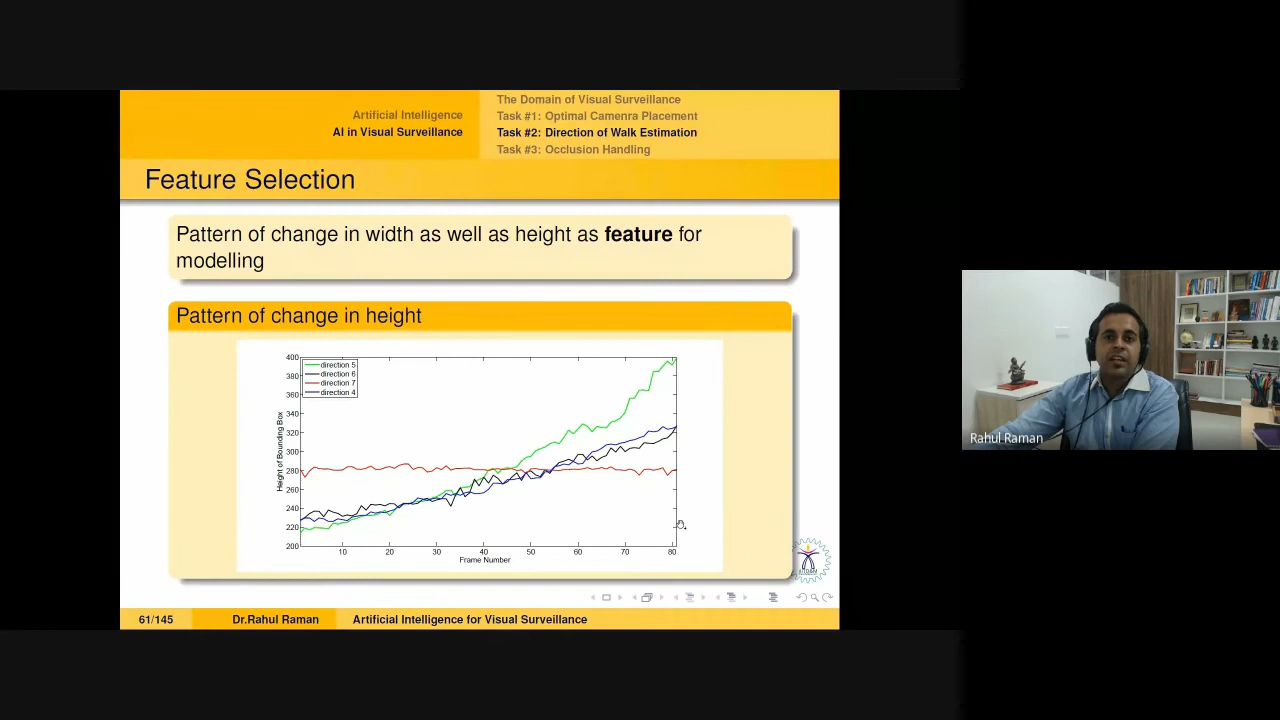 Artificial Intelligence
AI in Visual Surveillance
The Domain of Visual Surveillance
Task #1: Optimal Camenra Placement
Task #2: Direction of Walk Estimation
Task #3: Occlusion Handling
Feature Selection
Pattern of change in width as well as height as feature for
modelling
Pattern of change in height
direction 5
direction 6
direction 7
direction 4
400
380
360
340
320
300
280
260
240
220
200
Height of Bounding Box
10 20 30 40 50 60 70 80
Frame Number
Rahul Raman
61/145 Dr.Rahul Raman Artificial Intelligence for Visual Surveillance